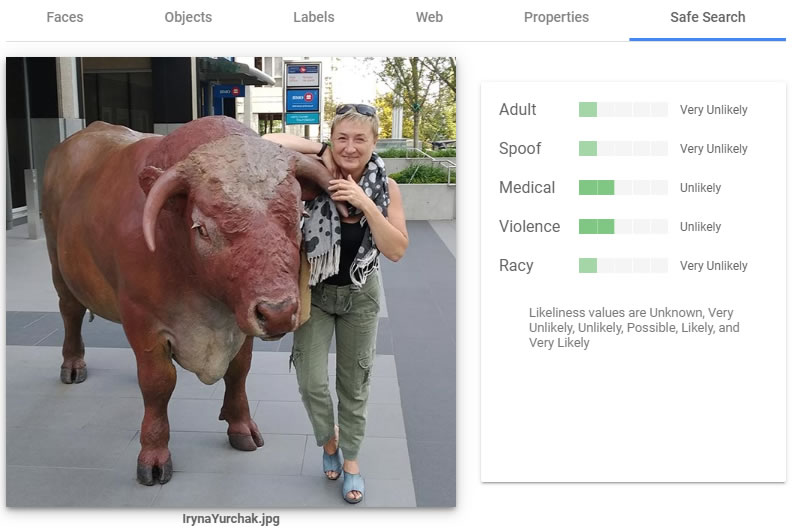 Faces
Objects
Labels
Web
Properties
Safe Search
Adult
Very Unlikely
Spoof
Very Unlikely
Medical
Unlikely
Violence
Unlikely
Racy
Very Unlikely
Likeliness values are Unknown, Very
Unlikely, Unlikely, Possible, Likely, and
Very Likely
IrynaYurchak.jpg